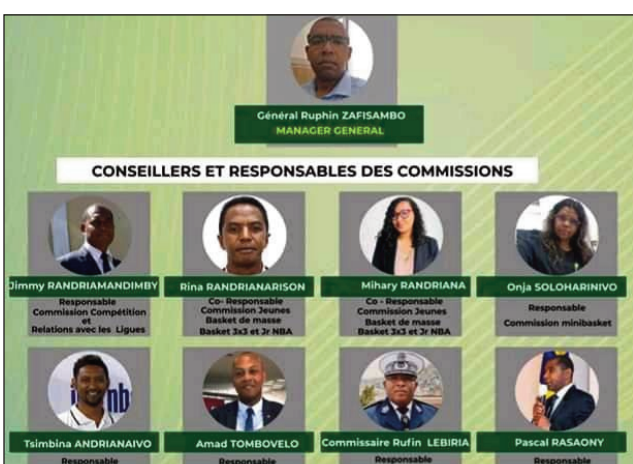 Général Ruphin ZAFISAMBO
MANAGER GENERAL
CONSEILLERS ET RESPONSABLES DES COMMISSIONS
Jimmy RANDRIAMANDIMBY
Responsable
Commission Compétition
et
Relations avec les Ligues
Rina RANDRIANARISON
Co- Responsable
Commission Jeunes
Basket de masse
Basket 3x3 et Jr NBA
Mihary RANDRIANA
Co - Responsable
Commission Jeunes
Basket de masse
Basket 3x3 et Jr NBA
Onja SOLOHARINIVO
Responsable
Commission minibasket
Tsimbina ANDRIANAIVO
Responsable
Amad TOMBOVELO
Responsable
Commissaire Rufin LEBIRIA
Responsable
Pascal RASAONY
Responsable